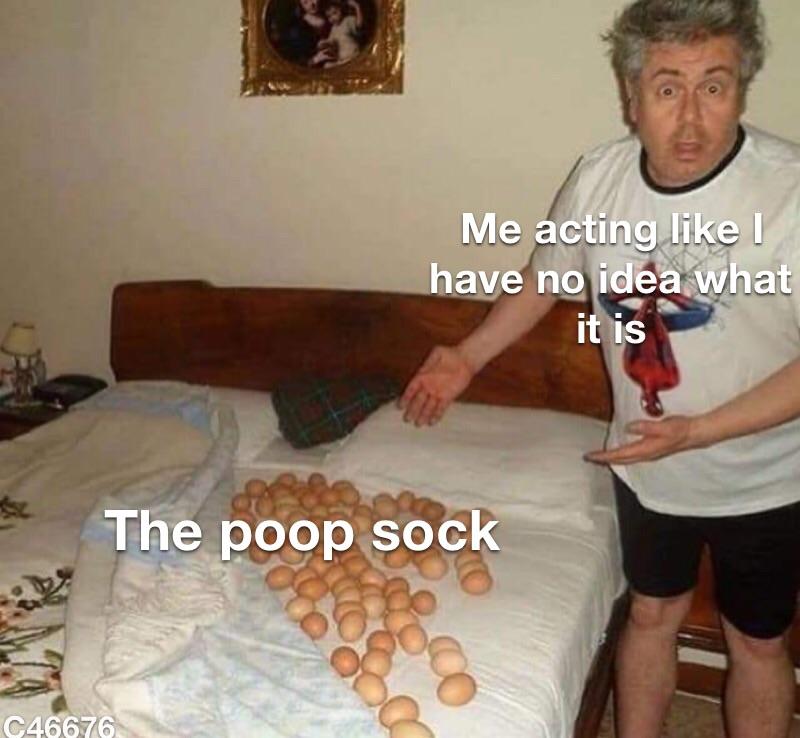 Me acting like I
have no idea what
it is
The poop sock
C46676